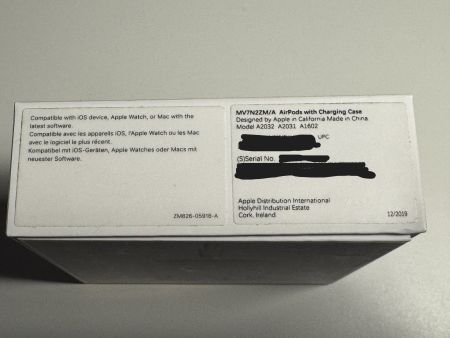 Compatible with iOS device, Apple Watch, or Mac with the
latest software.
Compatible avec les appareils iOS, l'Apple Watch ou les Mac
avec le logiciel le plus récent.
Kompatibel mit iOS-Geräten, Apple Watches oder Macs mit
neuester Software.
ZM826-05918-A
MV7N2ZM/A AirPods with Charging Case
Designed by Apple in California Made in China
Model A2032 A2031 A1602
UPC
(S)Serial No.
Apple Distribution International
Hollyhill Industrial Estate
Cork, Ireland
12/2019